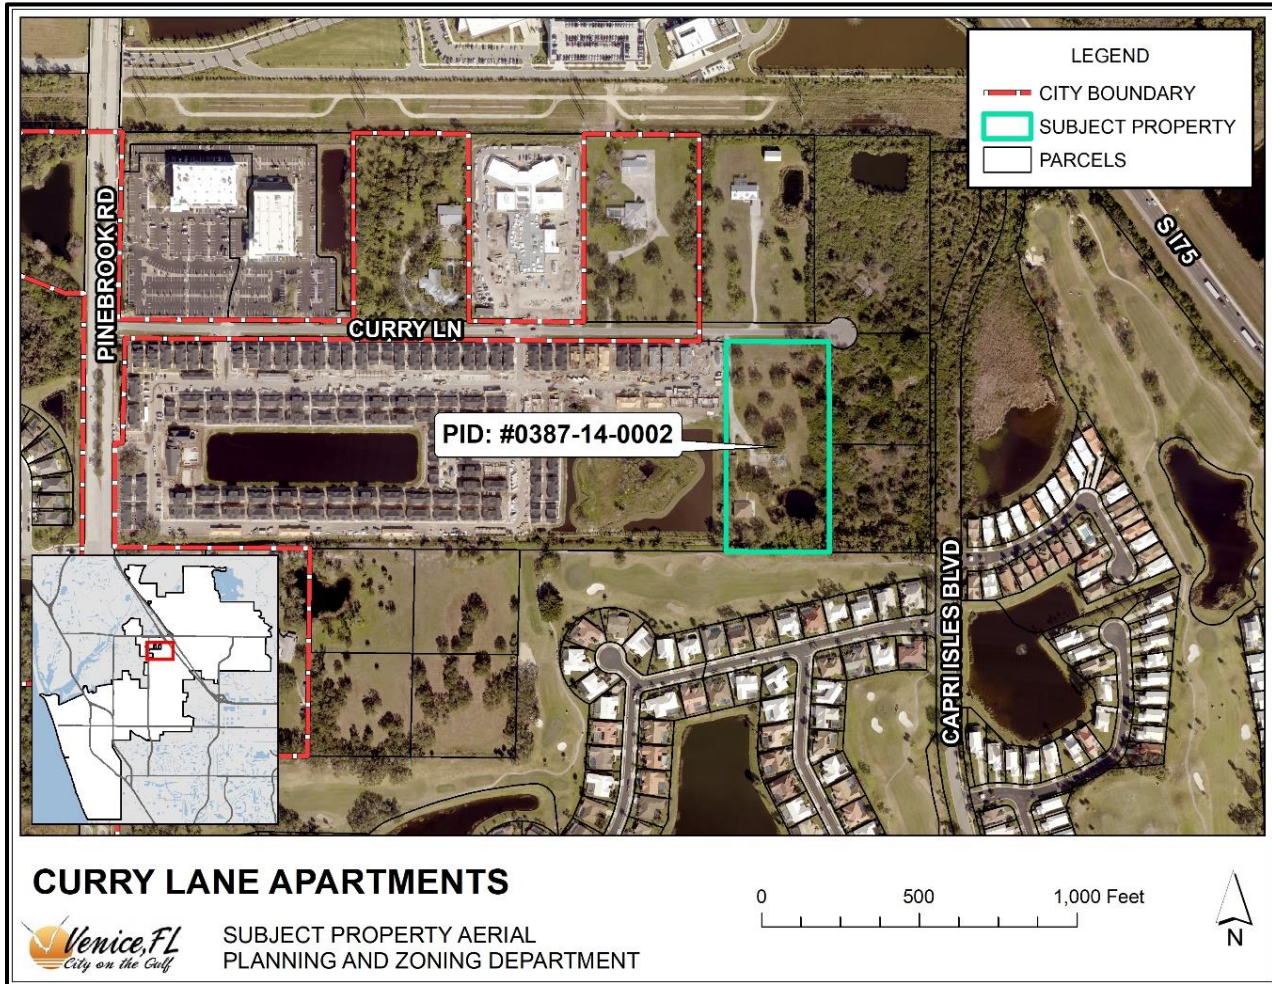 LEGEND
CITY BOUNDARY
SUBJECT PROPERTY
PARCELS
PINEBROOK RD
S I75
CURRY LN
PID: #0387-14-0002
CAPRI ISLES BLVD
CURRY LANE APARTMENTS
0 500 1,000 Feet
Venice, FL
City on the Gulf
SUBJECT PROPERTY AERIAL
PLANNING AND ZONING DEPARTMENT
N